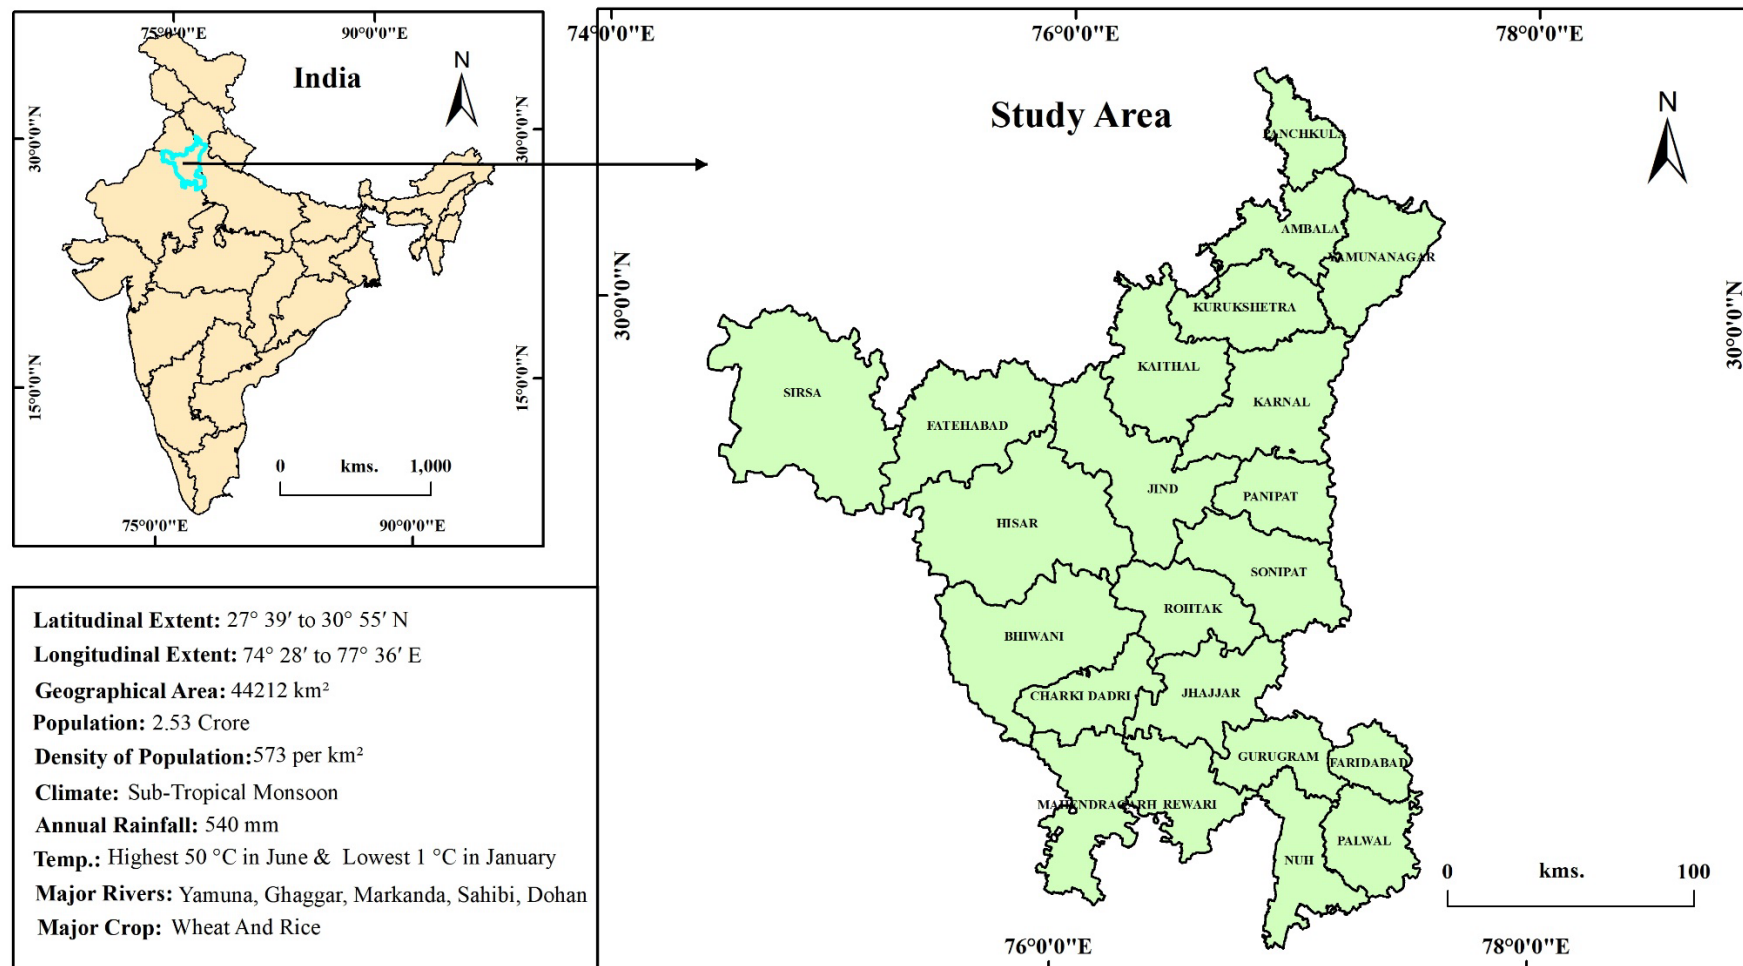 75°0'0"E
90°0'0"E
India
N
30°0'0"N
30°0'0"N
15°0'0"N
15°0'0"N
0 kms. 1,000
75°0'0"E
90°0'0"E
Latitudinal Extent: 27° 39′ to 30° 55′ N
Longitudinal Extent: 74° 28′ to 77° 36′ E
Geographical Area: 44212 km²
Population: 2.53 Crore
Density of Population:573 per km²
Climate: Sub-Tropical Monsoon
Annual Rainfall: 540 mm
Temp.: Highest 50 °C in June & Lowest 1 °C in January
Major Rivers: Yamuna, Ghaggar, Markanda, Sahibi, Dohan
Major Crop: Wheat And Rice
74°0'0"E
76°0'0"E
78°0'0"E
Study Area
N
30°0'0"N
30°0'0"N
PANCHKULA
AMBALA
YAMUNANAGAR
KURUKSHETRA
KAITHAL
SIRSA
KARNAL
FATEHABAD
JIND
PANIPAT
HISAR
SONIPAT
ROHTAK
BHIWANI
CHARKI DADRI
JHAJJAR
GURUGRAM
FARIDABAD
MAHENDRAGARH
REWARI
PALWAL
NUH
0 kms. 100
76°0'0"E
78°0'0"E